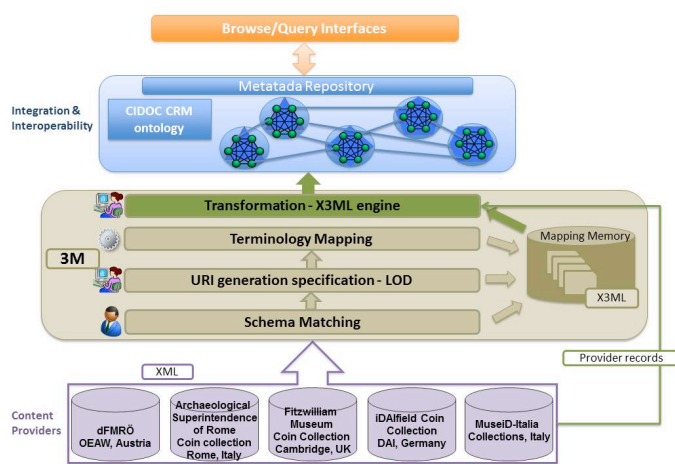 Browse/Query Interfaces
Metatada Repository
Integration &
Interoperability
CIDOC CRM
ontology
Transformation - X3ML engine
Mapping Memory
Terminology Mapping
3M
URI generation specification - LOD
X3ML
Schema Matching
Provider records
XML
Content
Providers
dFMRÖ
OEAW, Austria
Archaeological
Superintendence
of Rome
Coin collection
Rome, Italy
Fitzwilliam
Museum
Coin Collection
Cambridge, UK
iDAIfield Coin
Collection
DAI, Germany
MuseiD-Italia
Collections, Italy